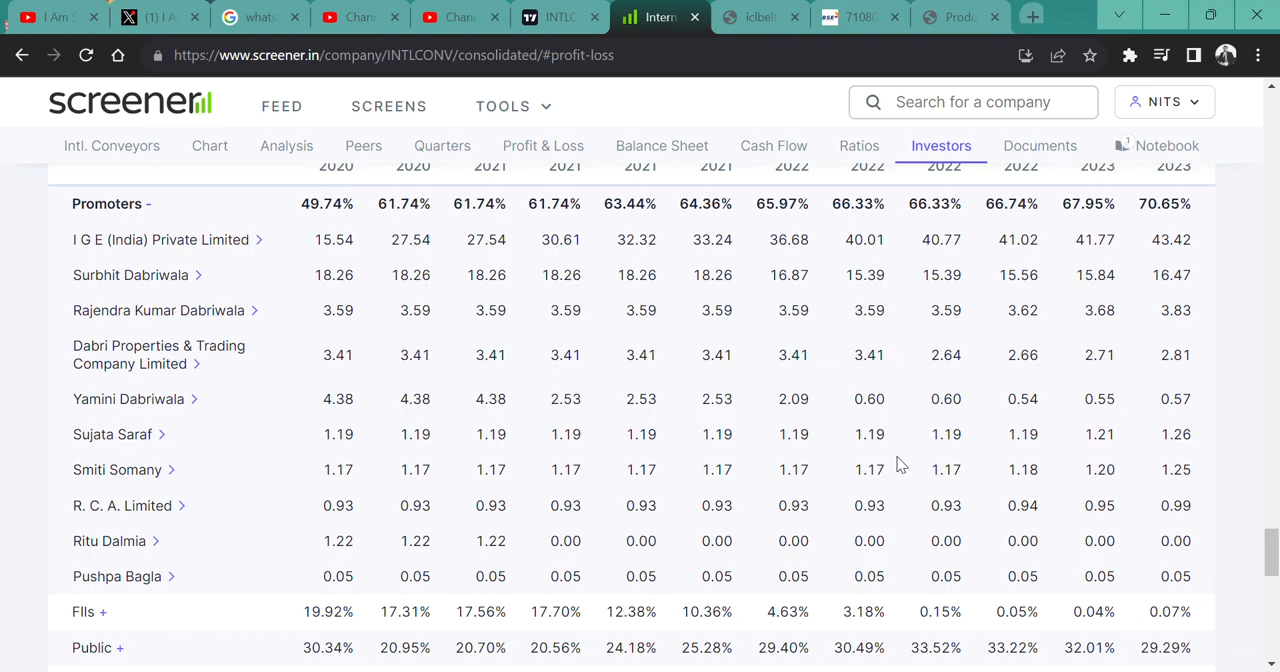 I Am S
(1) I A
whats
Chann
Chann
INTLC
Intern
iclbelt
7108
Produ
https://www.screener.in/company/INTLCONV/consolidated/#profit-loss
screener
FEED SCREENS TOOLS
Search for a company
NITS
Intl. Conveyors Chart Analysis Peers Quarters Profit & Loss Balance Sheet Cash Flow Ratios Investors Documents 1 Notebook
2020 2020 2021 2021 2021 2021 2022 2022 2022 2022 2023 2023
Promoters - 49.74% 61.74% 61.74% 61.74% 63.44% 64.36% 65.97% 66.33% 66.33% 66.74% 67.95% 70.65%
I G E (India) Private Limited 15.54 27.54 27.54 30.61 32.32 33.24 36.68 40.01 40.77 41.02 41.77 43.42
Surbhit Dabriwala 18.26 18.26 18.26 18.26 18.26 18.26 16.87 15.39 15.39 15.56 15.84 16.47
Rajendra Kumar Dabriwala 3.59 3.59 3.59 3.59 3.59 3.59 3.59 3.59 3.59 3.62 3.68 3.83
Dabri Properties & Trading
Company Limited 3.41 3.41 3.41 3.41 3.41 3.41 3.41 3.41 2.64 2.66 2.71 2.81
Yamini Dabriwala 4.38 4.38 4.38 2.53 2.53 2.53 2.09 0.60 0.60 0.54 0.55 0.57
Sujata Saraf 1.19 1.19 1.19 1.19 1.19 1.19 1.19 1.19 1.19 1.19 1.21 1.26
Smiti Somany 1.17 1.17 1.17 1.17 1.17 1.17 1.17 1.17 1.17 1.18 1.20 1.25
R. C. A. Limited 0.93 0.93 0.93 0.93 0.93 0.93 0.93 0.93 0.93 0.94 0.95 0.99
Ritu Dalmia 1.22 1.22 1.22 0.00 0.00 0.00 0.00 0.00 0.00 0.00 0.00 0.00
Pushpa Bagla 0.05 0.05 0.05 0.05 0.05 0.05 0.05 0.05 0.05 0.05 0.05 0.05
FIIs + 19.92% 17.31% 17.56% 17.70% 12.38% 10.36% 4.63% 3.18% 0.15% 0.05% 0.04% 0.07%
Public + 30.34% 20.95% 20.70% 20.56% 24.18% 25.28% 29.40% 30.49% 33.52% 33.22% 32.01% 29.29%